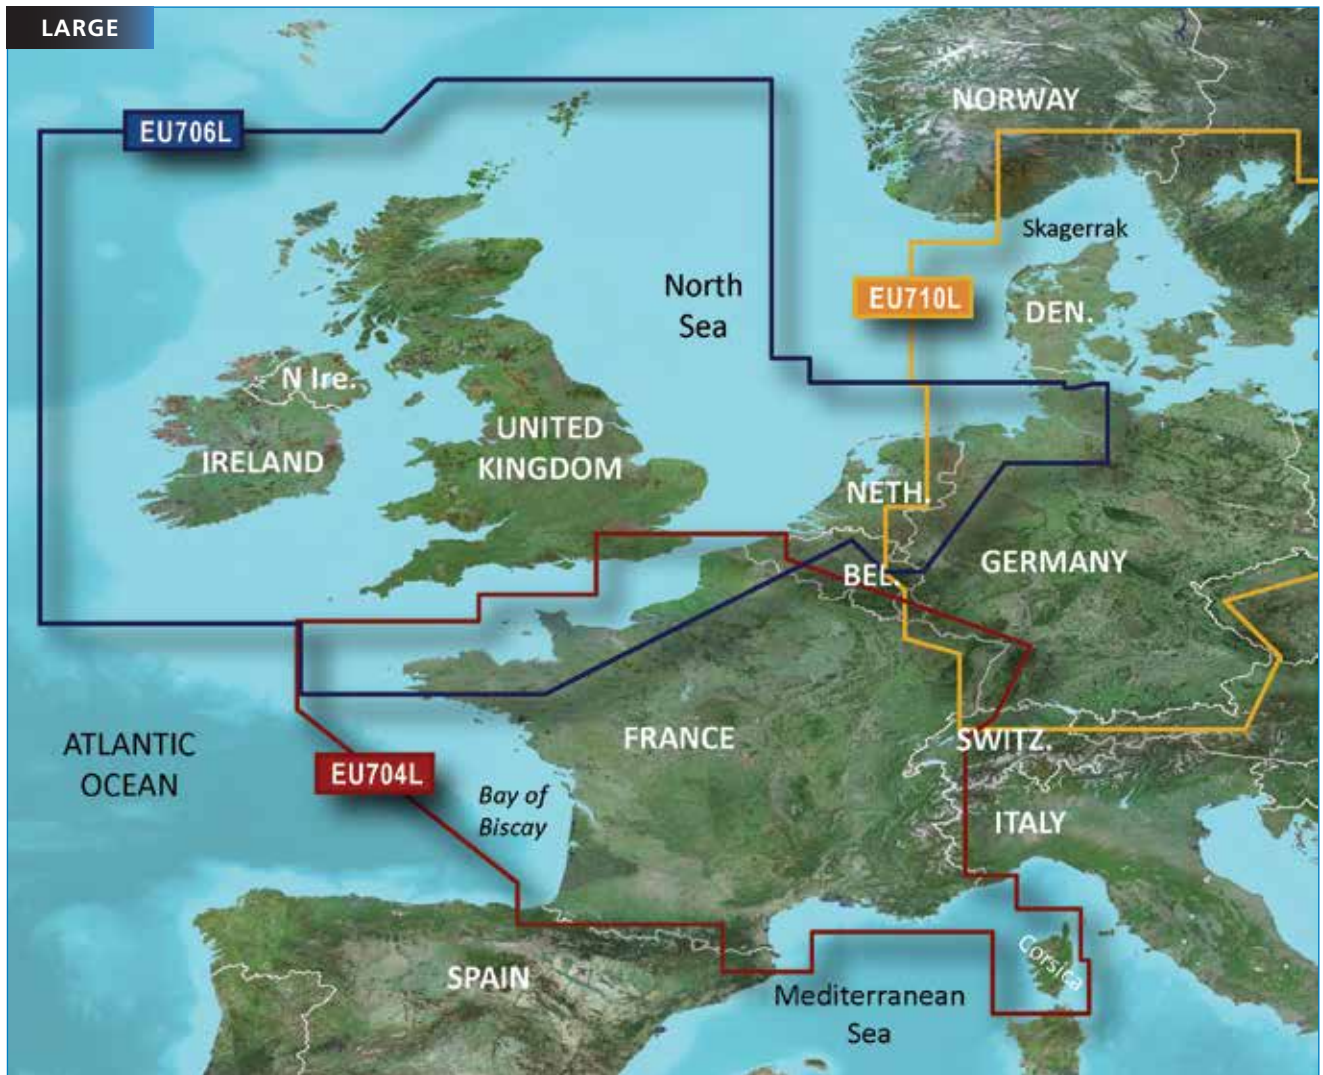 LARGE
NORWAY
EU706L
Skagerrak
North
Sea
EU710L
DEN.
N Ire.
UNITED
KINGDOM
IRELAND
NETH.
GERMANY
BEL.
FRANCE
SWITZ.
ATLANTIC
OCEAN
EU704L
Bay of
Biscay
ITALY
Corsica
SPAIN
Mediterranean
Sea